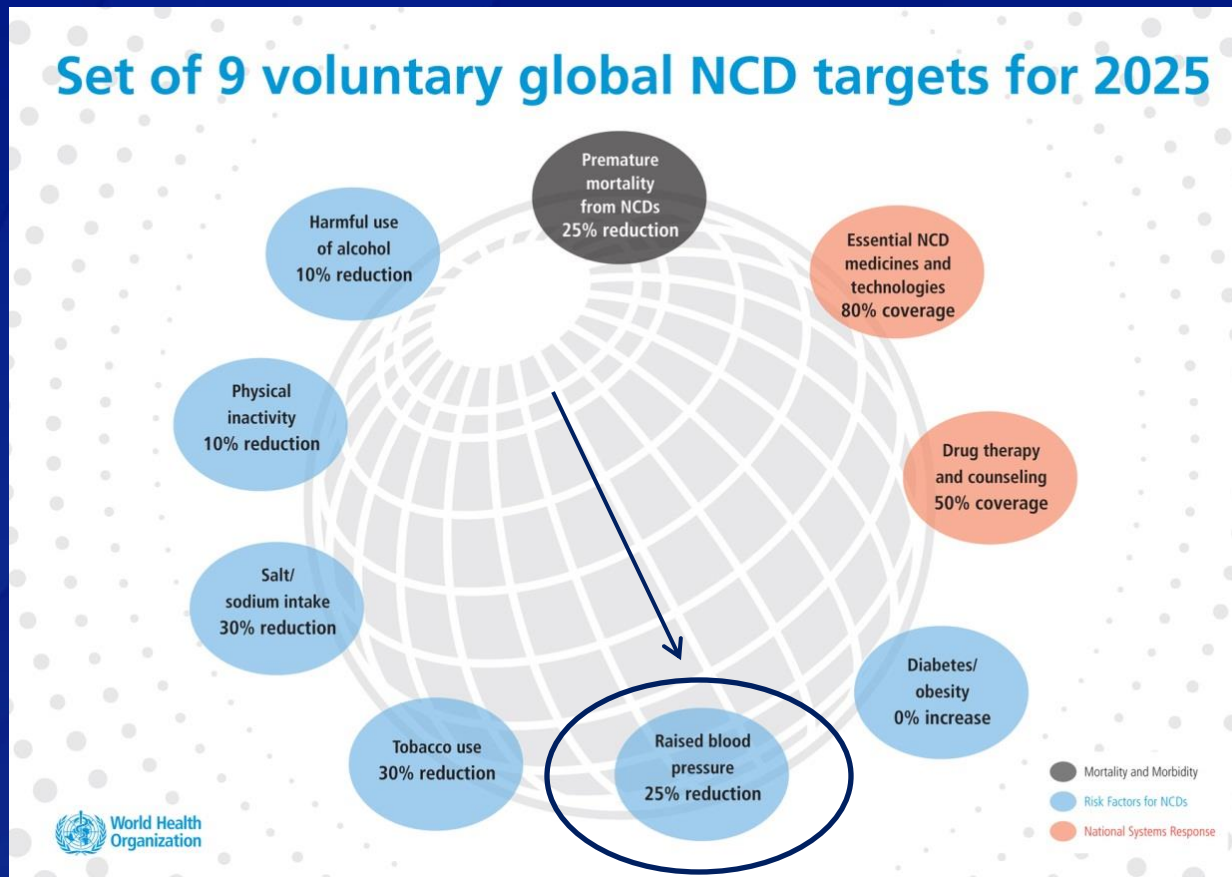 Set of 9 voluntary global NCD targets for 2025
Premature
mortality
from NCDs
25% reduction
Harmful use
of alcohol
10% reduction
Essential NCD
medicines and
technologies
80% coverage
Physical
inactivity
10% reduction
Drug therapy
and counseling
50% coverage
Salt/
sodium intake
30% reduction
Diabetes/
obesity
0% increase
Tobacco use
30% reduction
Raised blood
pressure
25% reduction
Mortality and Morbidity
Risk Factors for NCDs
National Systems Response
World Health
Organization